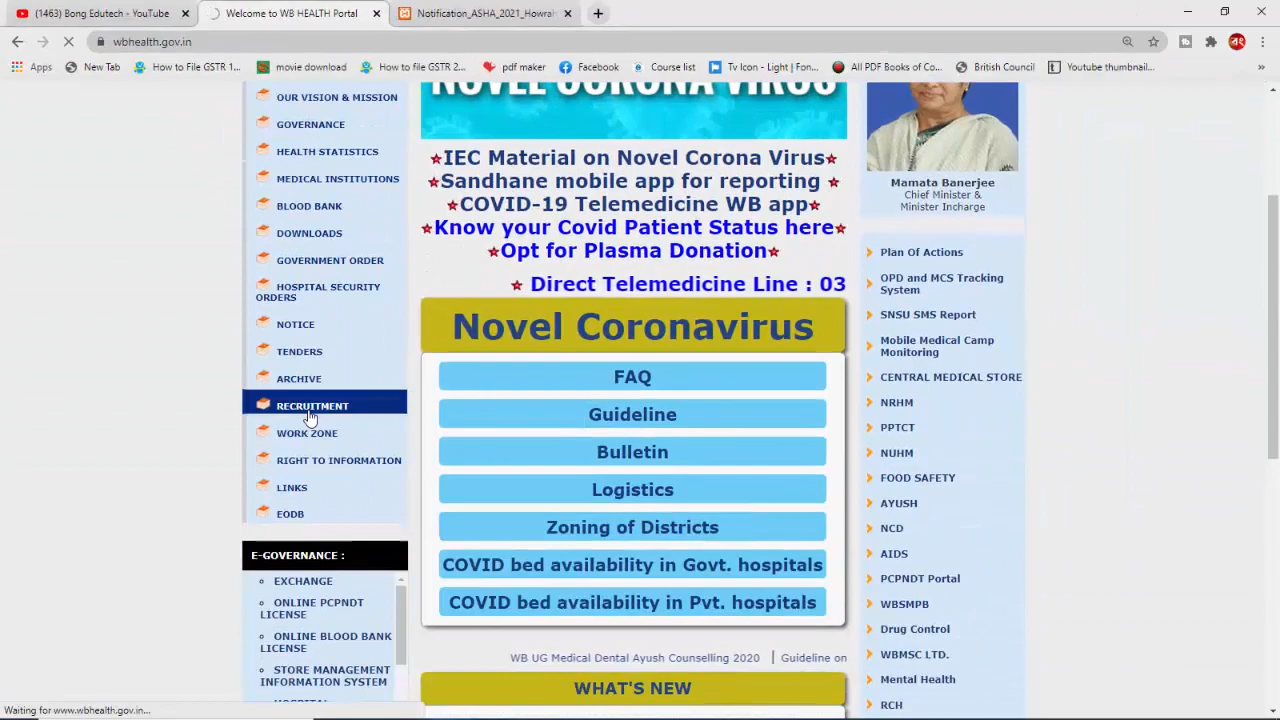 (1463) Bong Edutech - YouTube
Welcome to WB HEALTH Portal
Notification_ASHA_2021_Howrah
wbhealth.gov.in
Apps
New Tab
How to File GSTR 1...
movie download
How to file GSTR 2...
pdf maker
Facebook
Course list
Tv Icon - Light | Fon...
All PDF Books of Co...
British Council
Youtube thumbnail...
OUR VISION & MISSION
GOVERNANCE
HEALTH STATISTICS
MEDICAL INSTITUTIONS
BLOOD BANK
DOWNLOADS
GOVERNMENT ORDER
HOSPITAL SECURITY
ORDERS
NOTICE
TENDERS
ARCHIVE
RECRUITMENT
WORK ZONE
RIGHT TO INFORMATION
LINKS
EODB
E-GOVERNANCE :
EXCHANGE
ONLINE PCPNDT
LICENSE
ONLINE BLOOD BANK
LICENSE
STORE MANAGEMENT
INFORMATION SYSTEM
Waiting for www.wbhealth.gov.in...
NOVEL CORONA VIRUS
IEC Material on Novel Corona Virus
Sandhane mobile app for reporting
COVID-19 Telemedicine WB app
Know your Covid Patient Status here
Opt for Plasma Donation
Direct Telemedicine Line : 03
Novel Coronavirus
FAQ
Guideline
Bulletin
Logistics
Zoning of Districts
COVID bed availability in Govt. hospitals
COVID bed availability in Pvt. hospitals
WB UG Medical Dental Ayush Counselling 2020 | Guideline on
WHAT'S NEW
Mamata Banerjee
Chief Minister &
Minister Incharge
Plan Of Actions
OPD and MCS Tracking
System
SNSU SMS Report
Mobile Medical Camp
Monitoring
CENTRAL MEDICAL STORE
NRHM
PPTCT
NUHM
FOOD SAFETY
AYUSH
NCD
AIDS
PCPNDT Portal
WBSMPB
Drug Control
WBMSC LTD.
Mental Health
RCH